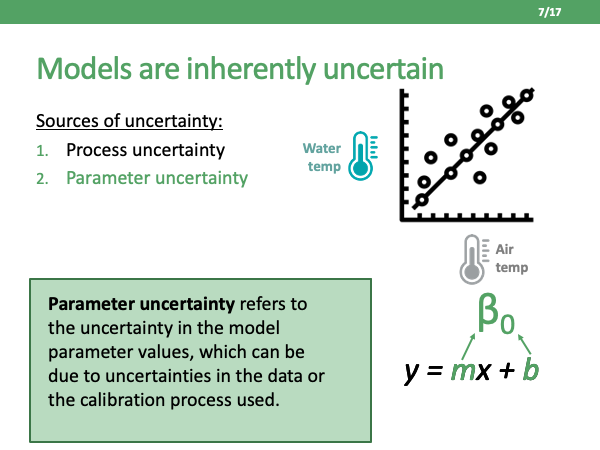 7/17
Models are inherently uncertain
Sources of uncertainty:
1. Process uncertainty
2. Parameter uncertainty
Water
temp
Air
temp
Parameter uncertainty refers to
the uncertainty in the model
parameter values, which can be
due to uncertainties in the data or
the calibration process used.
β₀
y = mx + b